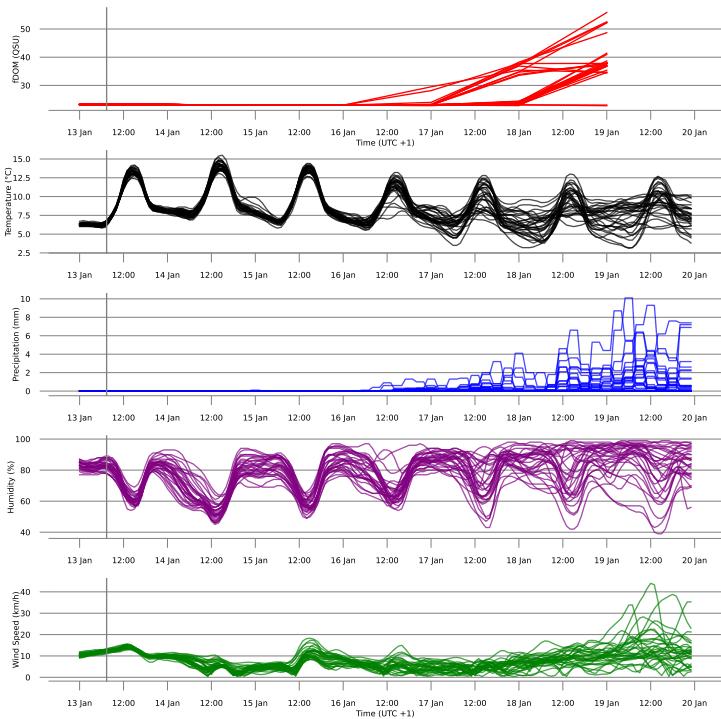 50
40
30
fDOM (QSU)
13 Jan 12:00 14 Jan 12:00 15 Jan 12:00 16 Jan 12:00 17 Jan 12:00 18 Jan 12:00 19 Jan 12:00 20 Jan
Time (UTC +1)
15.0
12.5
10.0
7.5
5.0
2.5
Temperature (°C)
13 Jan 12:00 14 Jan 12:00 15 Jan 12:00 16 Jan 12:00 17 Jan 12:00 18 Jan 12:00 19 Jan 12:00 20 Jan
10
8
6
4
2
0
Precipitation (mm)
13 Jan 12:00 14 Jan 12:00 15 Jan 12:00 16 Jan 12:00 17 Jan 12:00 18 Jan 12:00 19 Jan 12:00 20 Jan
100
80
60
40
Humidity (%)
13 Jan 12:00 14 Jan 12:00 15 Jan 12:00 16 Jan 12:00 17 Jan 12:00 18 Jan 12:00 19 Jan 12:00 20 Jan
40
30
20
10
0
Wind Speed (km/h)
13 Jan 12:00 14 Jan 12:00 15 Jan 12:00 16 Jan 12:00 17 Jan 12:00 18 Jan 12:00 19 Jan 12:00 20 Jan
Time (UTC +1)